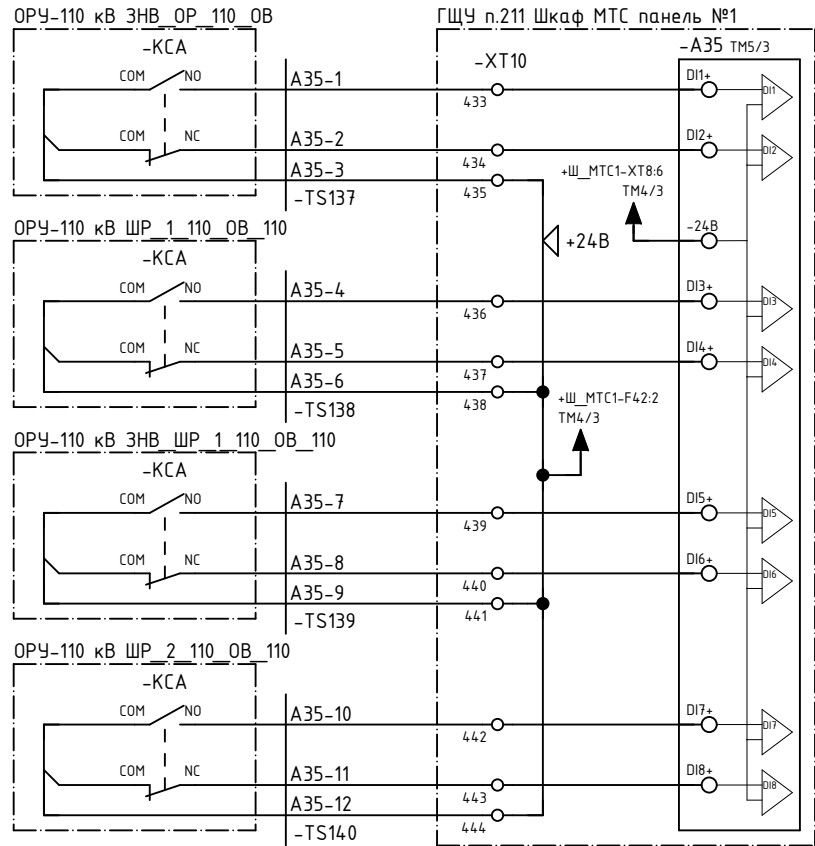 ОРУ-110 кВ ЗНВ_ОР_110_ОВ
ГЩУ п.211 Шкаф МТС панель №1
-КСА
-XT10
-A35 TM5/3
COM NO
A35-1
433
DI1+
DI1
COM NC
A35-2
434
DI2+
DI2
A35-3
435
-TS137
+Ш_МТС1-XT8:6
TM4/3
ОРУ-110 кВ ШР_1_110_ОВ_110
+24В
-24В
-КСА
COM NO
A35-4
436
DI3+
DI3
COM NC
A35-5
437
DI4+
DI4
A35-6
438
-TS138
+Ш_МТС1-F42:2
TM4/3
ОРУ-110 кВ ЗНВ_ШР_1_110_ОВ_110
-КСА
COM NO
A35-7
439
DI5+
DI5
COM NC
A35-8
440
DI6+
DI6
A35-9
441
-TS139
ОРУ-110 кВ ШР_2_110_ОВ_110
-КСА
COM NO
A35-10
442
DI7+
DI7
COM NC
A35-11
443
DI8+
DI8
A35-12
444
-TS140